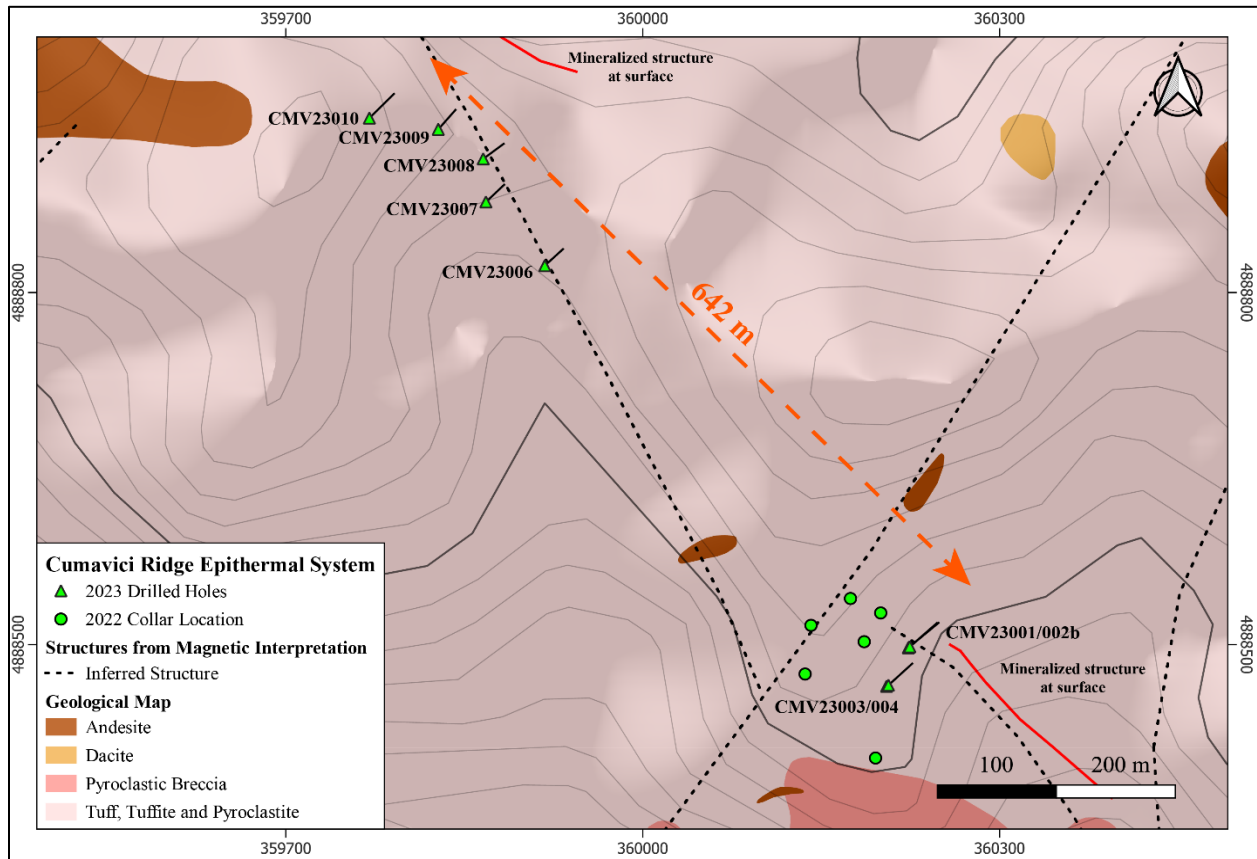 359700
360000
360300
Mineralized structure
at surface
CMV23010
CMV23009
CMV23008
CMV23007
CMV23006
4888800
4888800
642 m
Cumavici Ridge Epithermal System
2023 Drilled Holes
2022 Collar Location
Structures from Magnetic Interpretation
Inferred Structure
Geological Map
Andesite
Dacite
Pyroclastic Breccia
Tuff, Tuffite and Pyroclastite
4888500
4888500
CMV23001/002b
Mineralized structure
at surface
CMV23003/004
100
200 m
359700
360000
360300